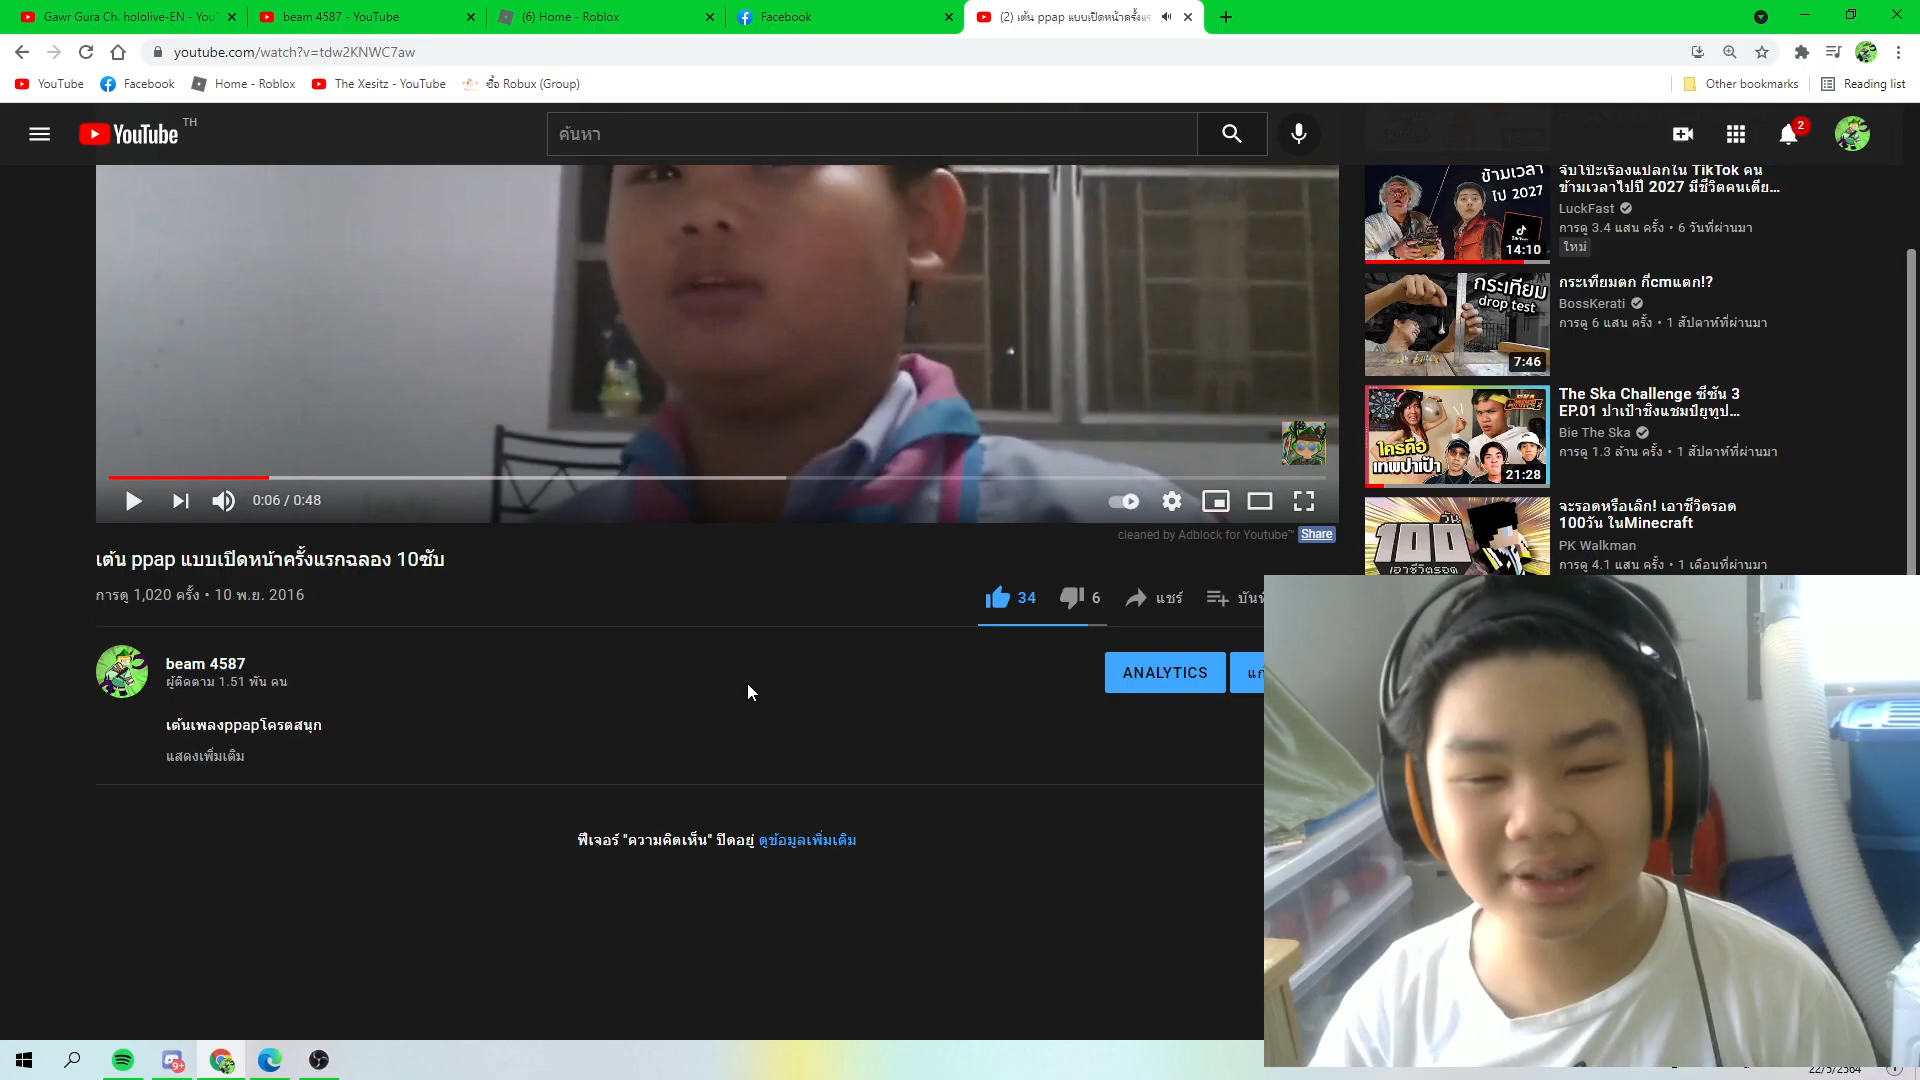 Gawr Gura Ch. hololive-EN - You
beam 4587 - YouTube
(6) Home - Roblox
Facebook
(2) เต้น ppap แบบเปิดหน้าครั้งแร
youtube.com/watch?v=tdw2KNWC7aw
YouTube
Facebook
Home - Roblox
The Xesitz - YouTube
ซื้อ Robux (Group)
Other bookmarks
Reading list
YouTube TH
ค้นหา
2
0:06 / 0:48
cleaned by Adblock for Youtube™ Share
เต้น ppap แบบเปิดหน้าครั้งแรกฉลอง 10ซับ
การดู 1,020 ครั้ง • 10 พ.ย. 2016
34
6
แชร์
บันทึ
beam 4587
ผู้ติดตาม 1.51 พัน คน
ANALYTICS
แก
เต้นเพลงppapโครตสนุก
แสดงเพิ่มเติม
ฟีเจอร์ "ความคิดเห็น" ปิดอยู่ ดูข้อมูลเพิ่มเติม
ข้ามเวลา
ไป 2027
14:10
จับโป๊ะเรื่องแปลกใน TikTok คน
ข้ามเวลาไปปี 2027 มีชีวิตคนเดีย...
LuckFast
การดู 3.4 แสน ครั้ง • 6 วันที่ผ่านมา
ใหม่
กระเทียม
drop test
7:46
กระเทียมตก กี่cmแตก!?
BossKerati
การดู 6 แสน ครั้ง • 1 สัปดาห์ที่ผ่านมา
ใครคือ
เทพปาเป้า
21:28
The Ska Challenge ซีซัน 3
EP.01 ปาเป้าชิงแชมป์ยูทูป...
Bie The Ska
การดู 1.3 ล้าน ครั้ง • 1 สัปดาห์ที่ผ่านมา
100 วัน
เอาชีวิตรอด
จะรอดหรือเลิก! เอาชีวิตรอด
100วัน ในMinecraft
PK Walkman
การดู 4.1 แสน ครั้ง • 1 เดือนที่ผ่านมา
9+
22/5/2564